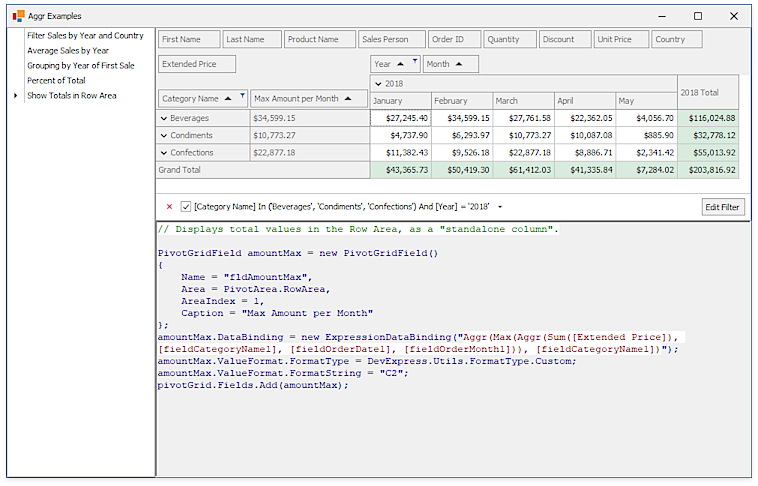 Aggr Examples
Filter Sales by Year and Country
Average Sales by Year
Grouping by Year of First Sale
Percent of Total
Show Totals in Row Area
First Name Last Name Product Name Sales Person Order ID Quantity Discount Unit Price Country
Extended Price Year Month
2018 2018 Total
Category Name Max Amount per Month January February March April May
Beverages $34,599.15 $27,245.40 $34,599.15 $27,761.58 $22,362.05 $4,056.70 $116,024.88
Condiments $10,773.27 $4,737.90 $6,293.97 $10,773.27 $10,087.08 $885.90 $32,778.12
Confections $22,877.18 $11,382.43 $9,526.18 $22,877.18 $8,886.71 $2,341.42 $55,013.92
Grand Total $43,365.73 $50,419.30 $61,412.03 $41,335.84 $7,284.02 $203,816.92
[Category Name] In ('Beverages', 'Condiments', 'Confections') And [Year] = '2018' Edit Filter
// Displays total values in the Row Area, as a "standalone column".
PivotGridField amountMax = new PivotGridField()
{
Name = "fldAmountMax",
Area = PivotArea.RowArea,
AreaIndex = 1,
Caption = "Max Amount per Month"
};
amountMax.DataBinding = new ExpressionDataBinding("Aggr(Max(Aggr(Sum([Extended Price]),
[fieldCategoryName1], [fieldOrderDate1], [fieldOrderMonth1])), [fieldCategoryName1])");
amountMax.ValueFormat.FormatType = DevExpress.Utils.FormatType.Custom;
amountMax.ValueFormat.FormatString = "C2";
pivotGrid.Fields.Add(amountMax);